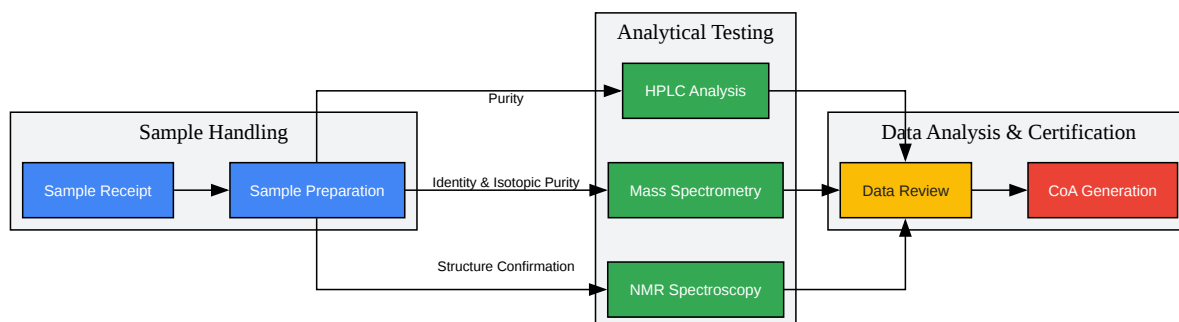 Analytical Testing
HPLC Analysis
Purity
Sample Handling
Data Analysis & Certification
Sample Receipt
Sample Preparation
Identity & Isotopic Purity
Mass Spectrometry
Data Review
CoA Generation
Structure Confirmation
NMR Spectroscopy